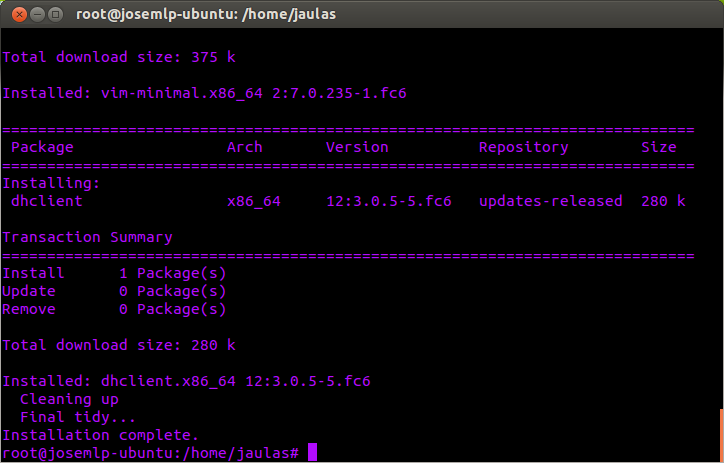 root@josemlp-ubuntu: /home/jaulas
Total download size: 375 k
Installed: vim-minimal.x86_64 2:7.0.235-1.fc6
=============================================================================
Package Arch Version Repository Size
=============================================================================
Installing:
dhclient x86_64 12:3.0.5-5.fc6 updates-released 280 k
Transaction Summary
=============================================================================
Install 1 Package(s)
Update 0 Package(s)
Remove 0 Package(s)
Total download size: 280 k
Installed: dhclient.x86_64 12:3.0.5-5.fc6
Cleaning up
Final tidy...
Installation complete.
root@josemlp-ubuntu:/home/jaulas#